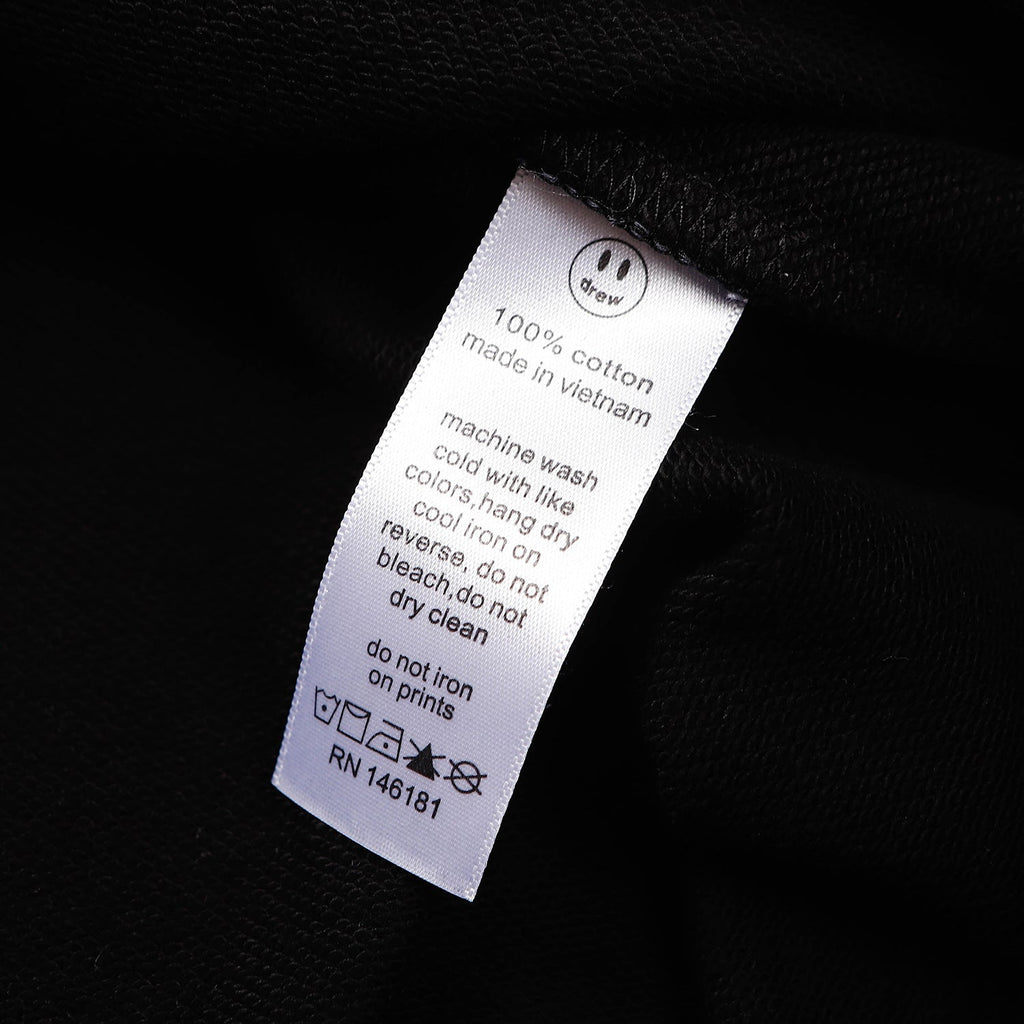 drew
100% cotton
made in vietnam
machine wash
cold with like
colors,hang dry
cool iron on
reverse, do not
bleach,do not
dry clean
do not iron
on prints
RN 146181